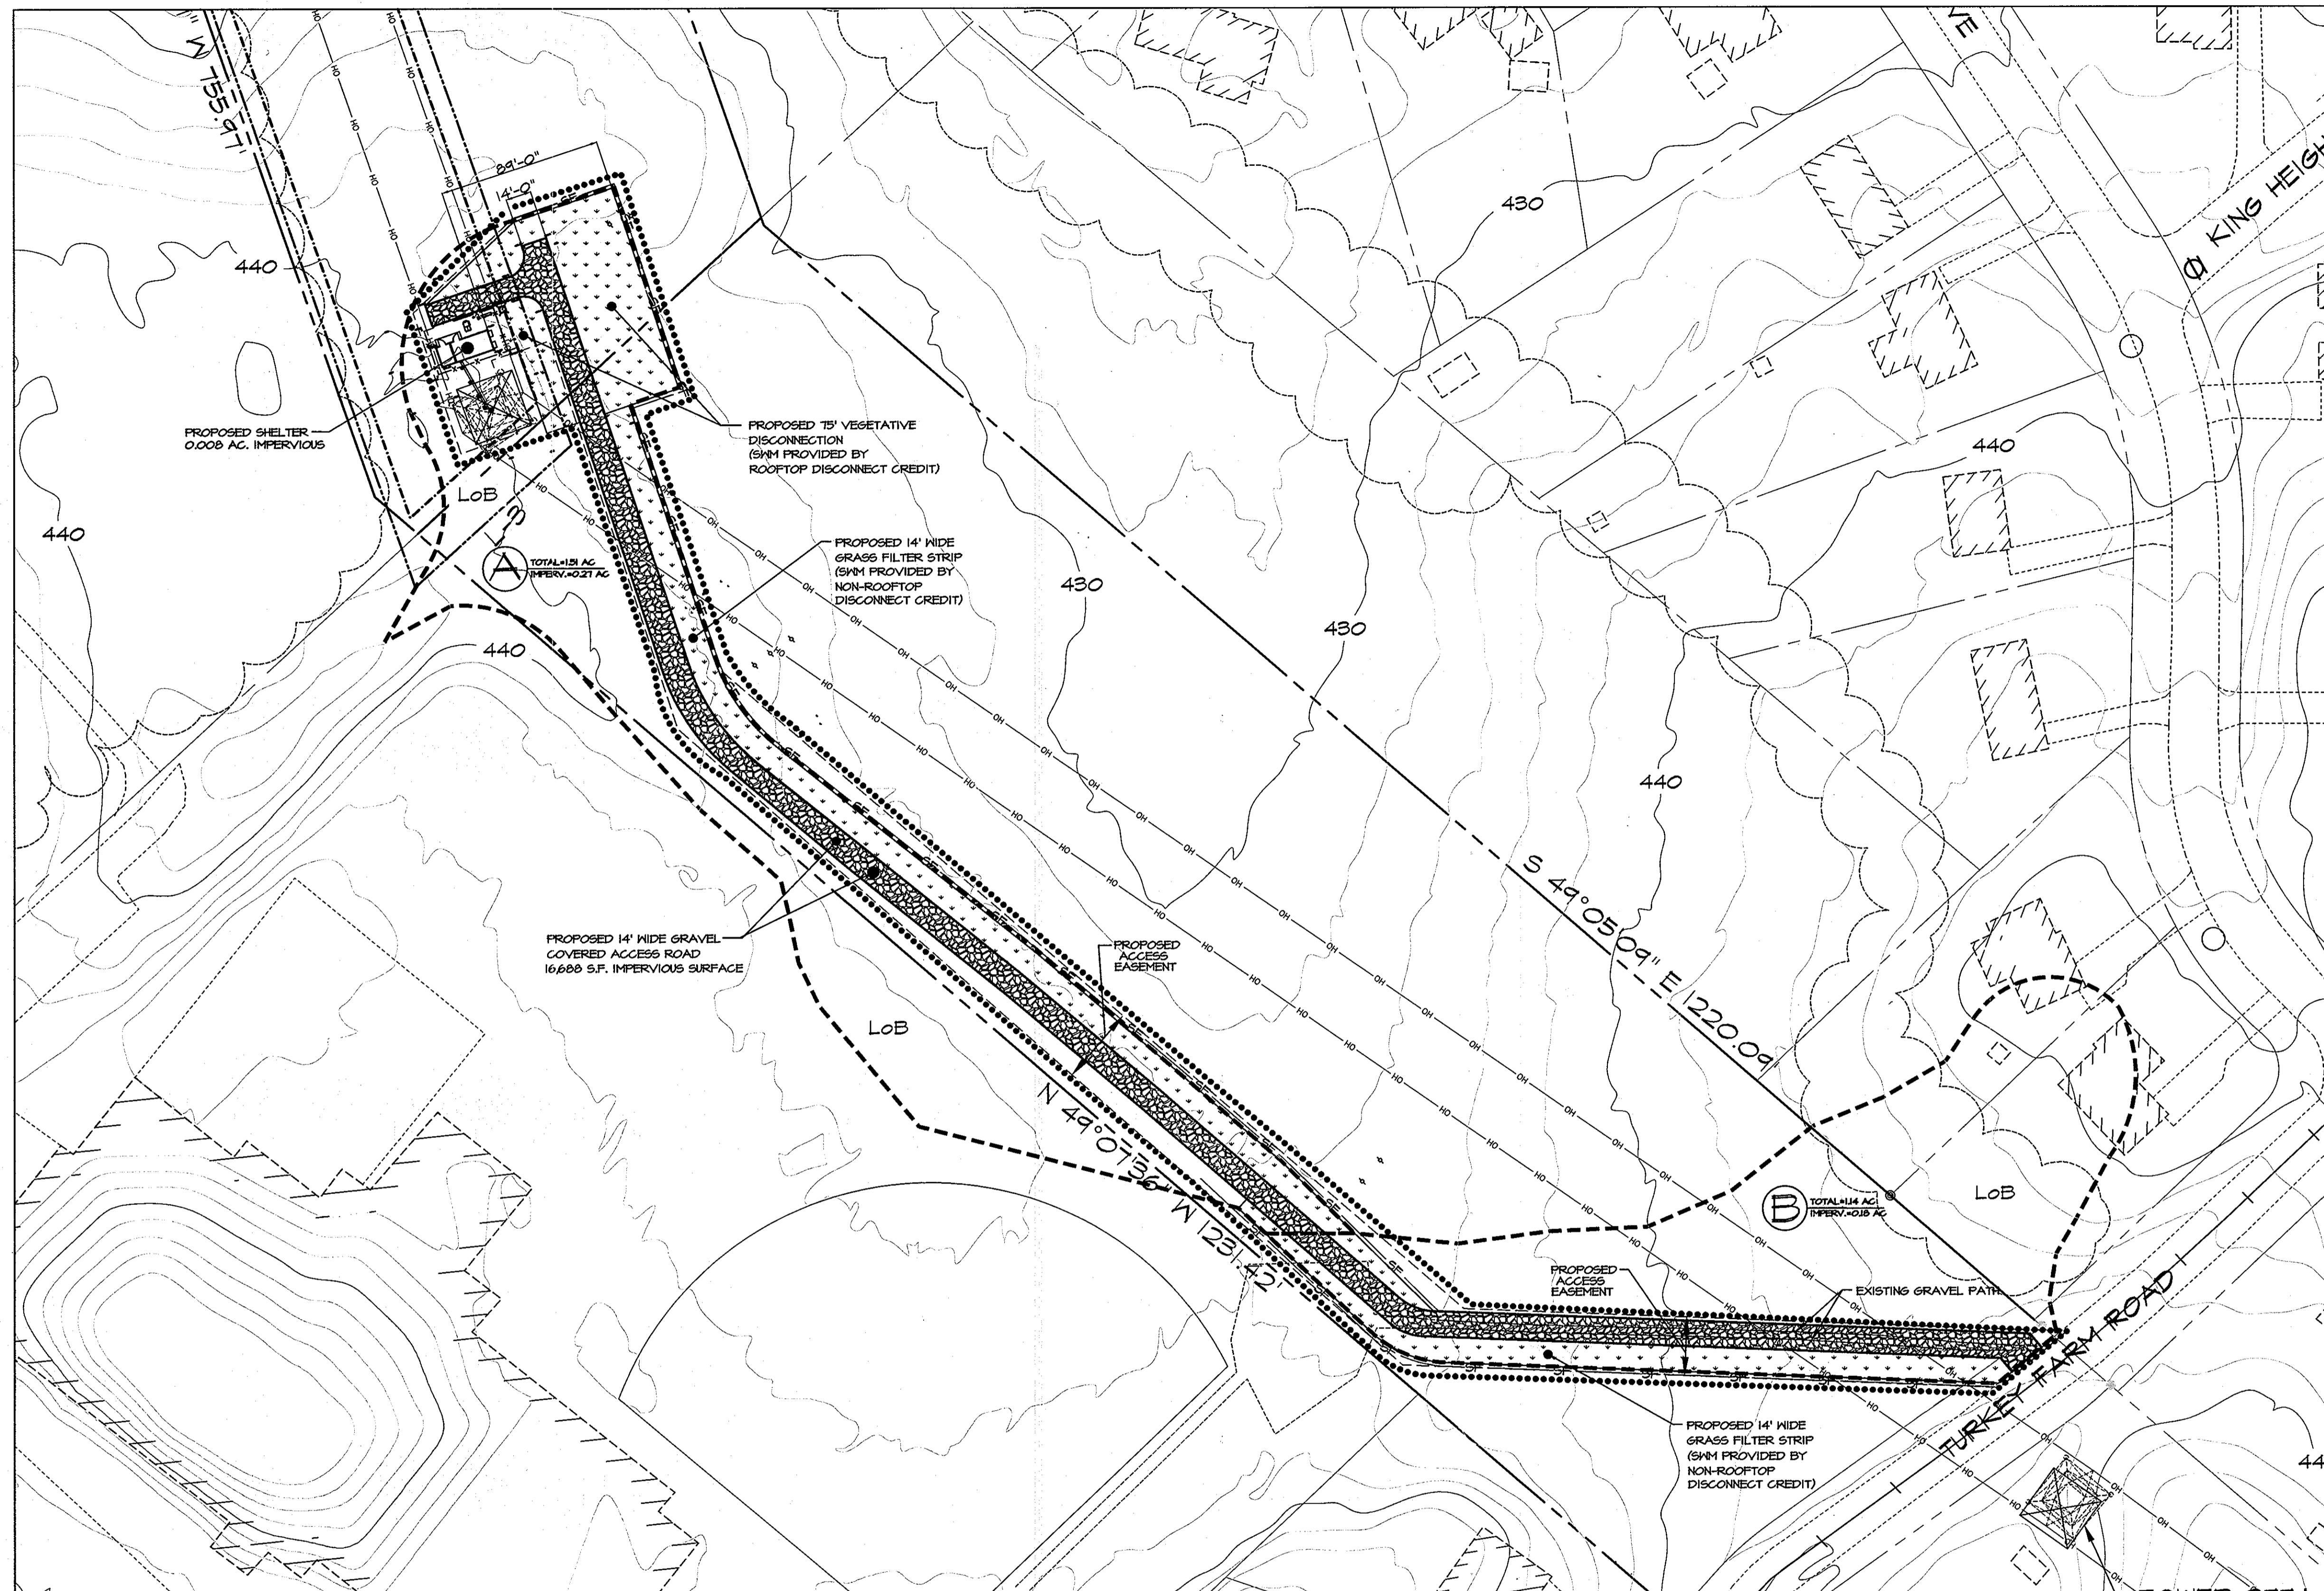 W 755.97'
89'-0"
14'-0"
430
KING HEIGH
440
PROPOSED SHELTER
0.008 AC. IMPERVIOUS
PROPOSED 75' VEGETATIVE
DISCONNECTION
(SWM PROVIDED BY
ROOFTOP DISCONNECT CREDIT)
440
LoB
440
PROPOSED 14' WIDE
GRASS FILTER STRIP
(SWM PROVIDED BY
NON-ROOFTOP
DISCONNECT CREDIT)
A
TOTAL=1.51 AC
IMPERV.=0.27 AC
430
430
440
440
S 49°05'09" E 1220.09'
PROPOSED 14' WIDE GRAVEL
COVERED ACCESS ROAD
16,688 S.F. IMPERVIOUS SURFACE
PROPOSED
ACCESS
EASEMENT
LoB
N 49°07'36" W 1231.42'
B
TOTAL=1.14 AC
IMPERV.=0.18 AC
LoB
PROPOSED
ACCESS
EASEMENT
EXISTING GRAVEL PATH
TURKEY FARM ROAD
PROPOSED 14' WIDE
GRASS FILTER STRIP
(SWM PROVIDED BY
NON-ROOFTOP
DISCONNECT CREDIT)
44